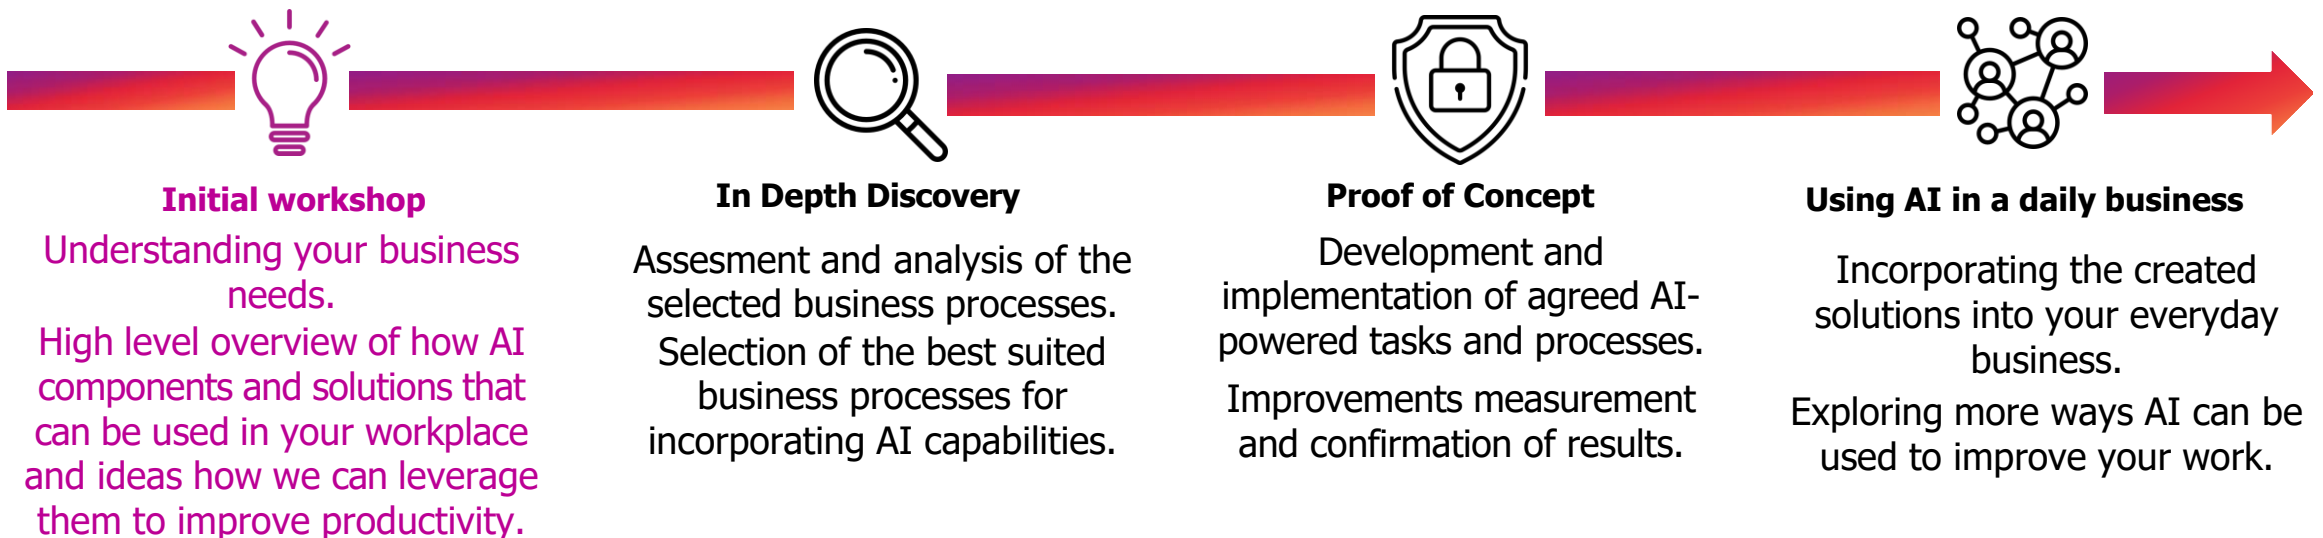 Initial workshop
Understanding your business
needs.
High level overview of how AI
components and solutions that
can be used in your workplace
and ideas how we can leverage
them to improve productivity.
In Depth Discovery
Assesment and analysis of the
selected business processes.
Selection of the best suited
business processes for
incorporating AI capabilities.
Proof of Concept
Development and
implementation of agreed AI-
powered tasks and processes.
Improvements measurement
and confirmation of results.
Using AI in a daily business
Incorporating the created
solutions into your everyday
business.
Exploring more ways AI can be
used to improve your work.